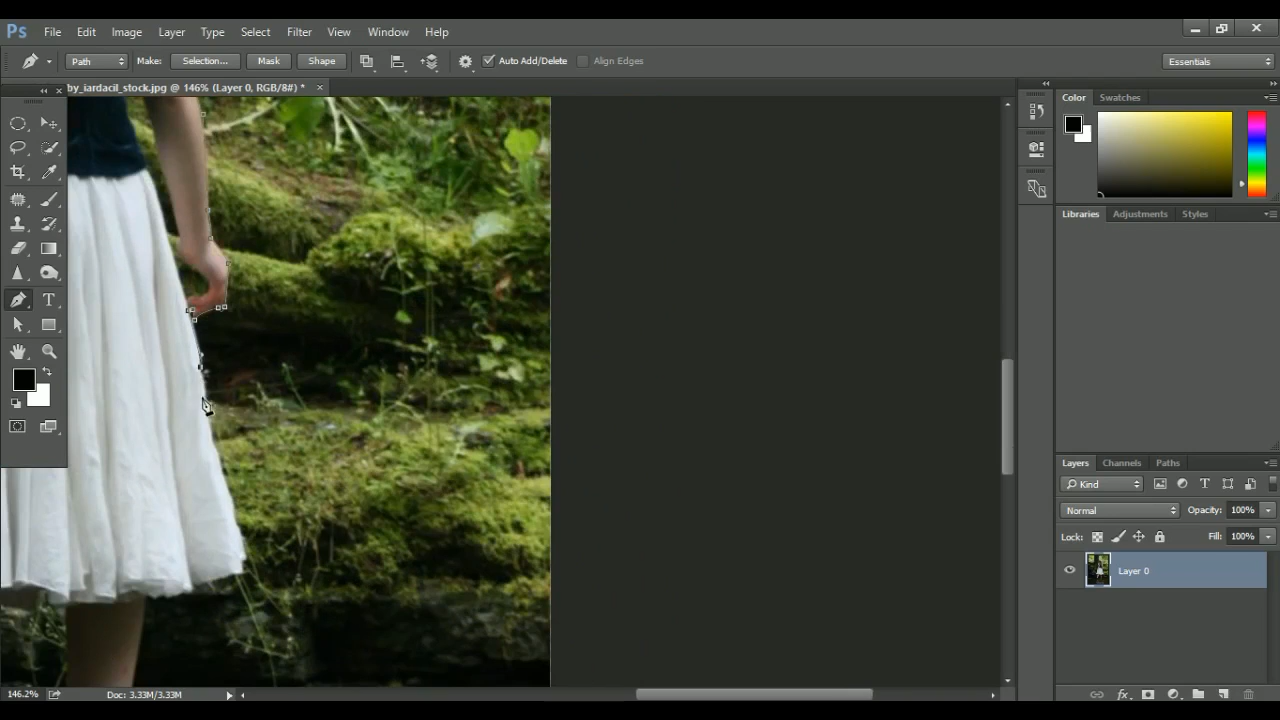 Ps File Edit Image Layer Type Select Filter View Window Help
Path Make: Selection... Mask Shape Auto Add/Delete Align Edges Essentials
by_iardacil_stock.jpg @ 146% (Layer 0, RGB/8#) * ×
Color Swatches
Libraries Adjustments Styles
T
Layers Channels Paths
Kind T
Normal Opacity: 100%
Lock: Fill: 100%
Layer 0
146.2% Doc: 3.33M/3.33M fx